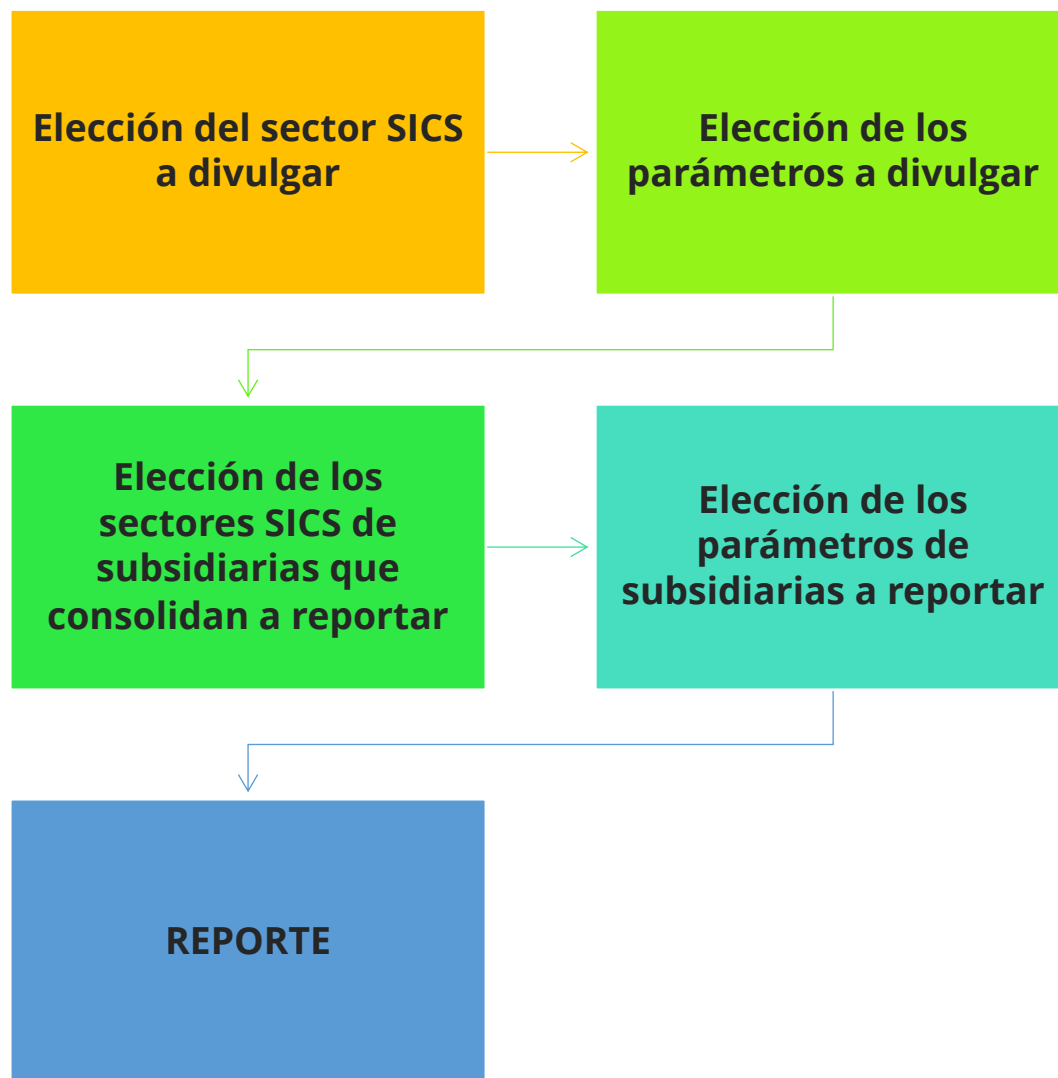 Elección del sector SICS
a divulgar
Elección de los
parámetros a divulgar
Elección de los
sectores SICS de
subsidiarias que
consolidan a reportar
Elección de los
parámetros de
subsidiarias a reportar
REPORTE